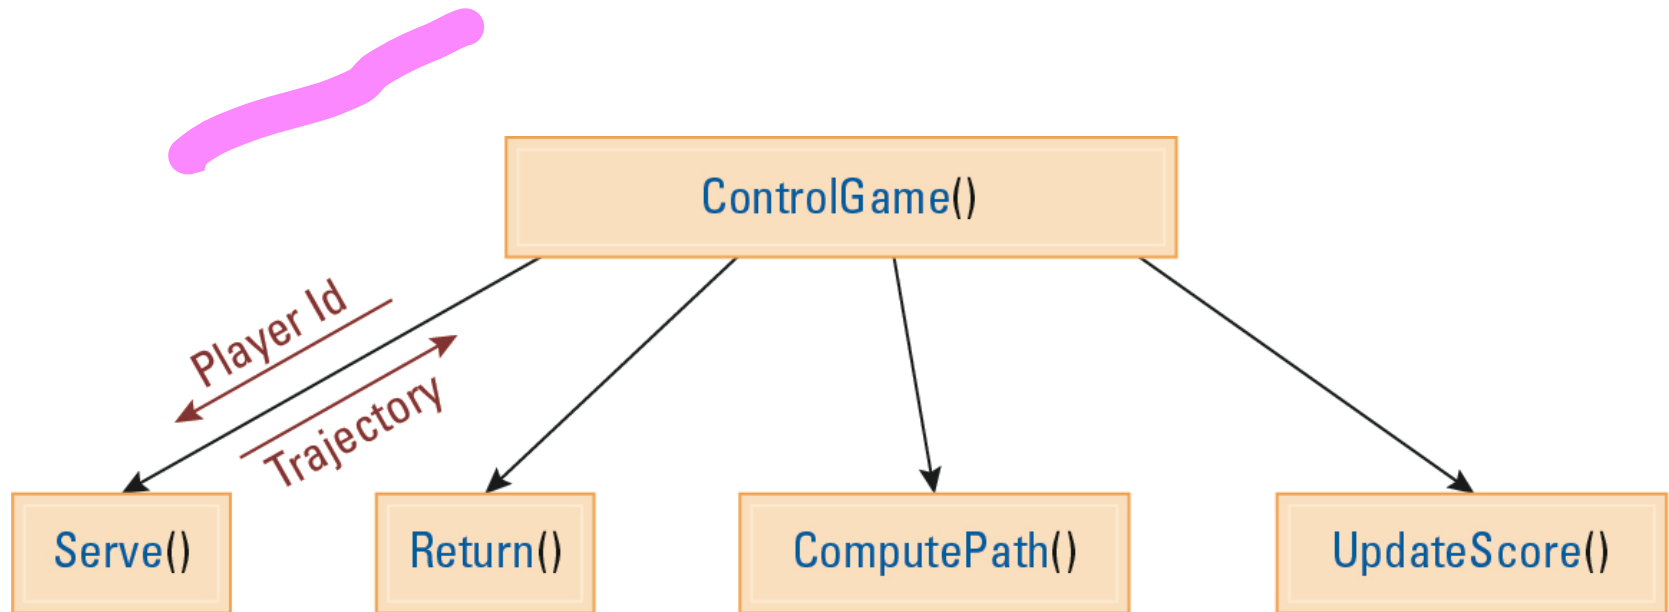 ControlGame()
Player Id
Trajectory
Serve()
Return()
ComputePath()
UpdateScore()